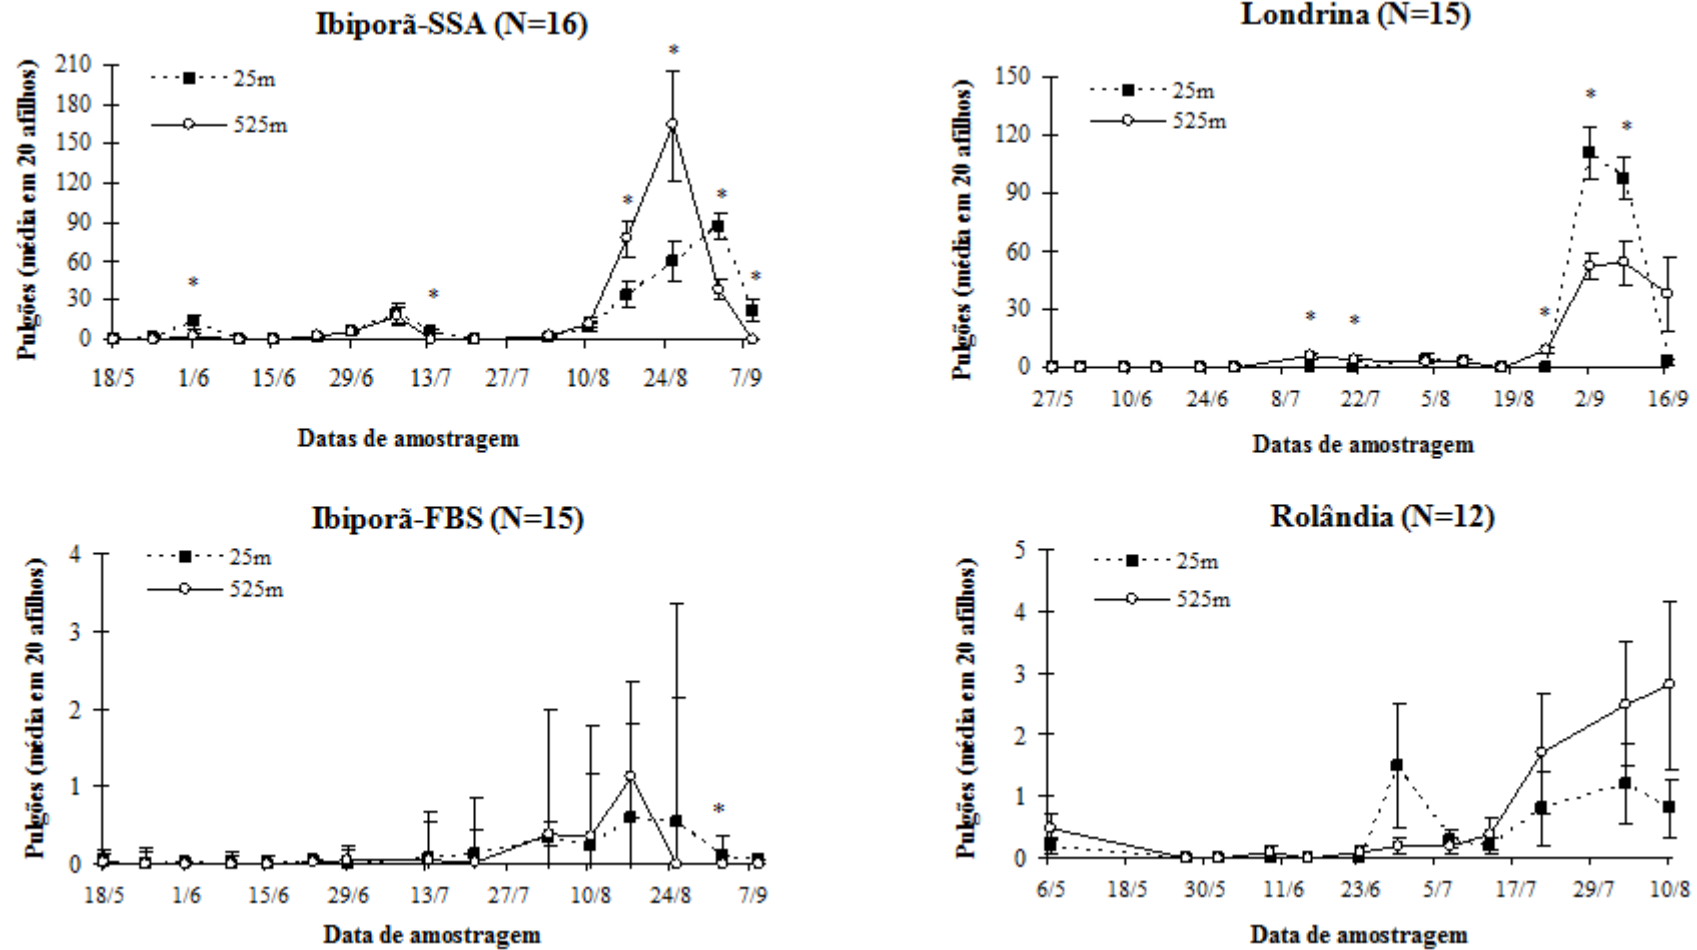 Ibiporã-SSA (N=16)
Pulgões (média em 20 afilhos)
210
180
150
120
90
60
30
0
25m
525m
*
*
*
*
*
*
18/5 1/6 15/6 29/6 13/7 27/7 10/8 24/8 7/9
Datas de amostragem
Londrina (N=15)
Pulgões (média em 20 afilhos)
150
120
90
60
30
0
25m
525m
*
*
*
*
*
27/5 10/6 24/6 8/7 22/7 5/8 19/8 2/9 16/9
Datas de amostragem
Ibiporã-FBS (N=15)
Pulgões (média em 20 afilhos)
4
3
2
1
0
25m
525m
*
18/5 1/6 15/6 29/6 13/7 27/7 10/8 24/8 7/9
Data de amostragem
Rolândia (N=12)
Pulgões (média em 20 afilhos)
5
4
3
2
1
0
25m
525m
6/5 18/5 30/5 11/6 23/6 5/7 17/7 29/7 10/8
Data de amostragem